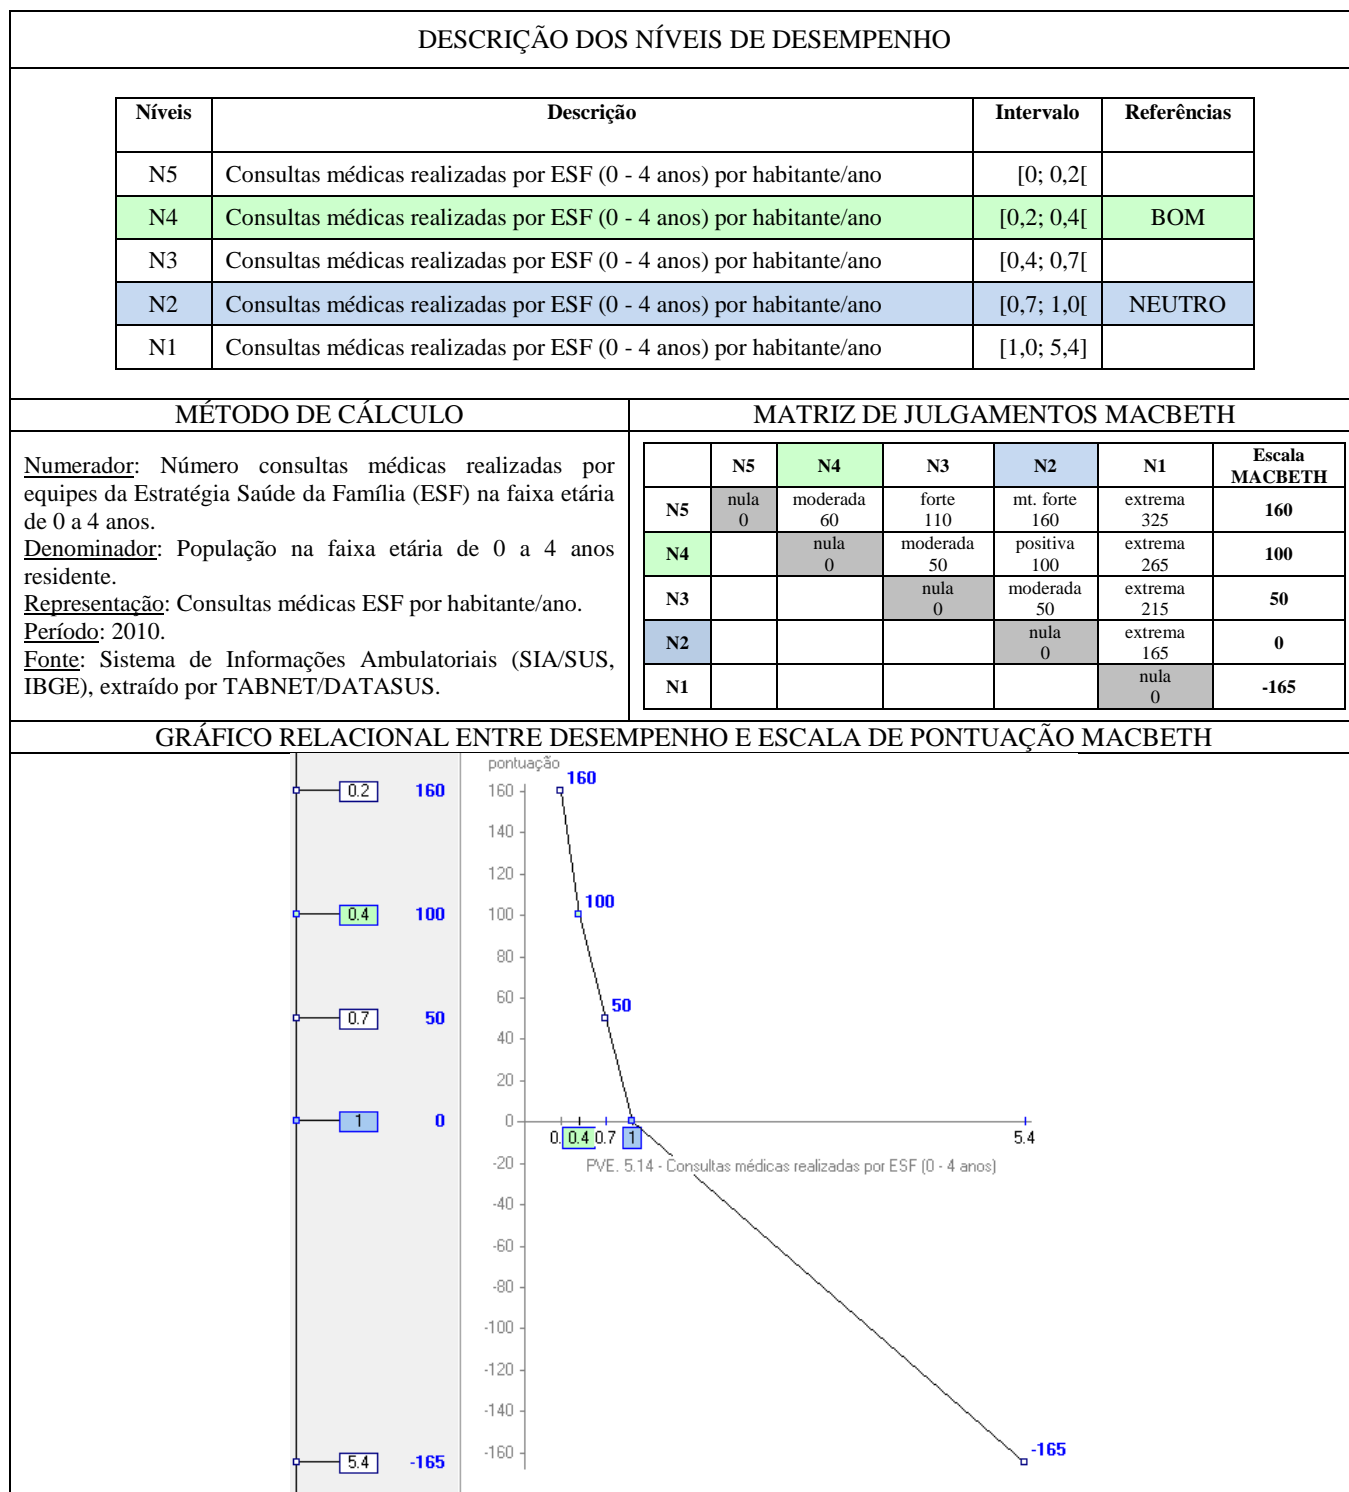 DESCRIÇÃO DOS NÍVEIS DE DESEMPENHO
Níveis Descrição Intervalo Referências
N5 Consultas médicas realizadas por ESF (0 - 4 anos) por habitante/ano [0; 0,2[
N4 Consultas médicas realizadas por ESF (0 - 4 anos) por habitante/ano [0,2; 0,4[ BOM
N3 Consultas médicas realizadas por ESF (0 - 4 anos) por habitante/ano [0,4; 0,7[
N2 Consultas médicas realizadas por ESF (0 - 4 anos) por habitante/ano [0,7; 1,0[ NEUTRO
N1 Consultas médicas realizadas por ESF (0 - 4 anos) por habitante/ano [1,0; 5,4]
MÉTODO DE CÁLCULO
Numerador: Número consultas médicas realizadas por
equipes da Estratégia Saúde da Família (ESF) na faixa etária
de 0 a 4 anos.
Denominador: População na faixa etária de 0 a 4 anos
residente.
Representação: Consultas médicas ESF por habitante/ano.
Período: 2010.
Fonte: Sistema de Informações Ambulatoriais (SIA/SUS,
IBGE), extraído por TABNET/DATASUS.
MATRIZ DE JULGAMENTOS MACBETH
N5 N4 N3 N2 N1 Escala
MACBETH
N5 nula moderada forte mt. forte extrema 160
0 60 110 160 325
N4 nula moderada positiva extrema 100
0 50 100 265
N3 nula moderada extrema 50
0 50 215
N2 nula extrema 0
0 165
N1 nula -165
0
GRÁFICO RELACIONAL ENTRE DESEMPENHO E ESCALA DE PONTUAÇÃO MACBETH
0.2 160
0.4 100
0.7 50
1 0
5.4 -165
pontuação
160
160
140
120
100
100
80
60
50
40
20
0
0. 0.4 0.7 1 5.4
-20
PVE. 5.14 - Consultas médicas realizadas por ESF (0 - 4 anos)
-40
-60
-80
-100
-120
-140
-160
-165